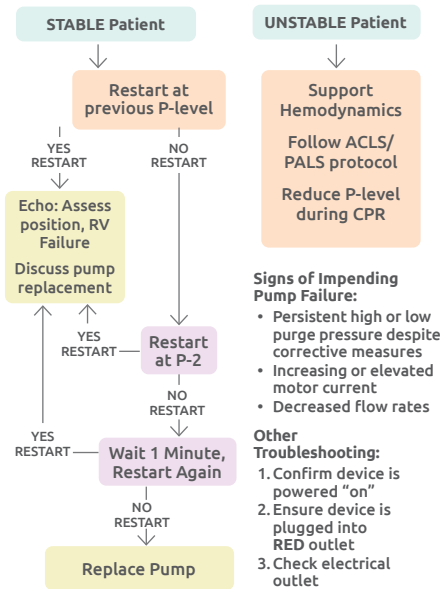 STABLE Patient
Restart at
previous P-level
YES
RESTART
NO
RESTART
Echo: Assess
position, RV
Failure
Discuss pump
replacement
YES
RESTART
Restart
at P-2
NO
RESTART
YES
RESTART
Wait 1 Minute,
Restart Again
NO
RESTART
Replace Pump
UNSTABLE Patient
Support
Hemodynamics
Follow ACLS/
PALS protocol
Reduce P-level
during CPR
Signs of Impending
Pump Failure:
• Persistent high or low
purge pressure despite
corrective measures
• Increasing or elevated
motor current
• Decreased flow rates
Other
Troubleshooting:
1. Confirm device is
powered “on”
2. Ensure device is
plugged into
RED outlet
3. Check electrical
outlet